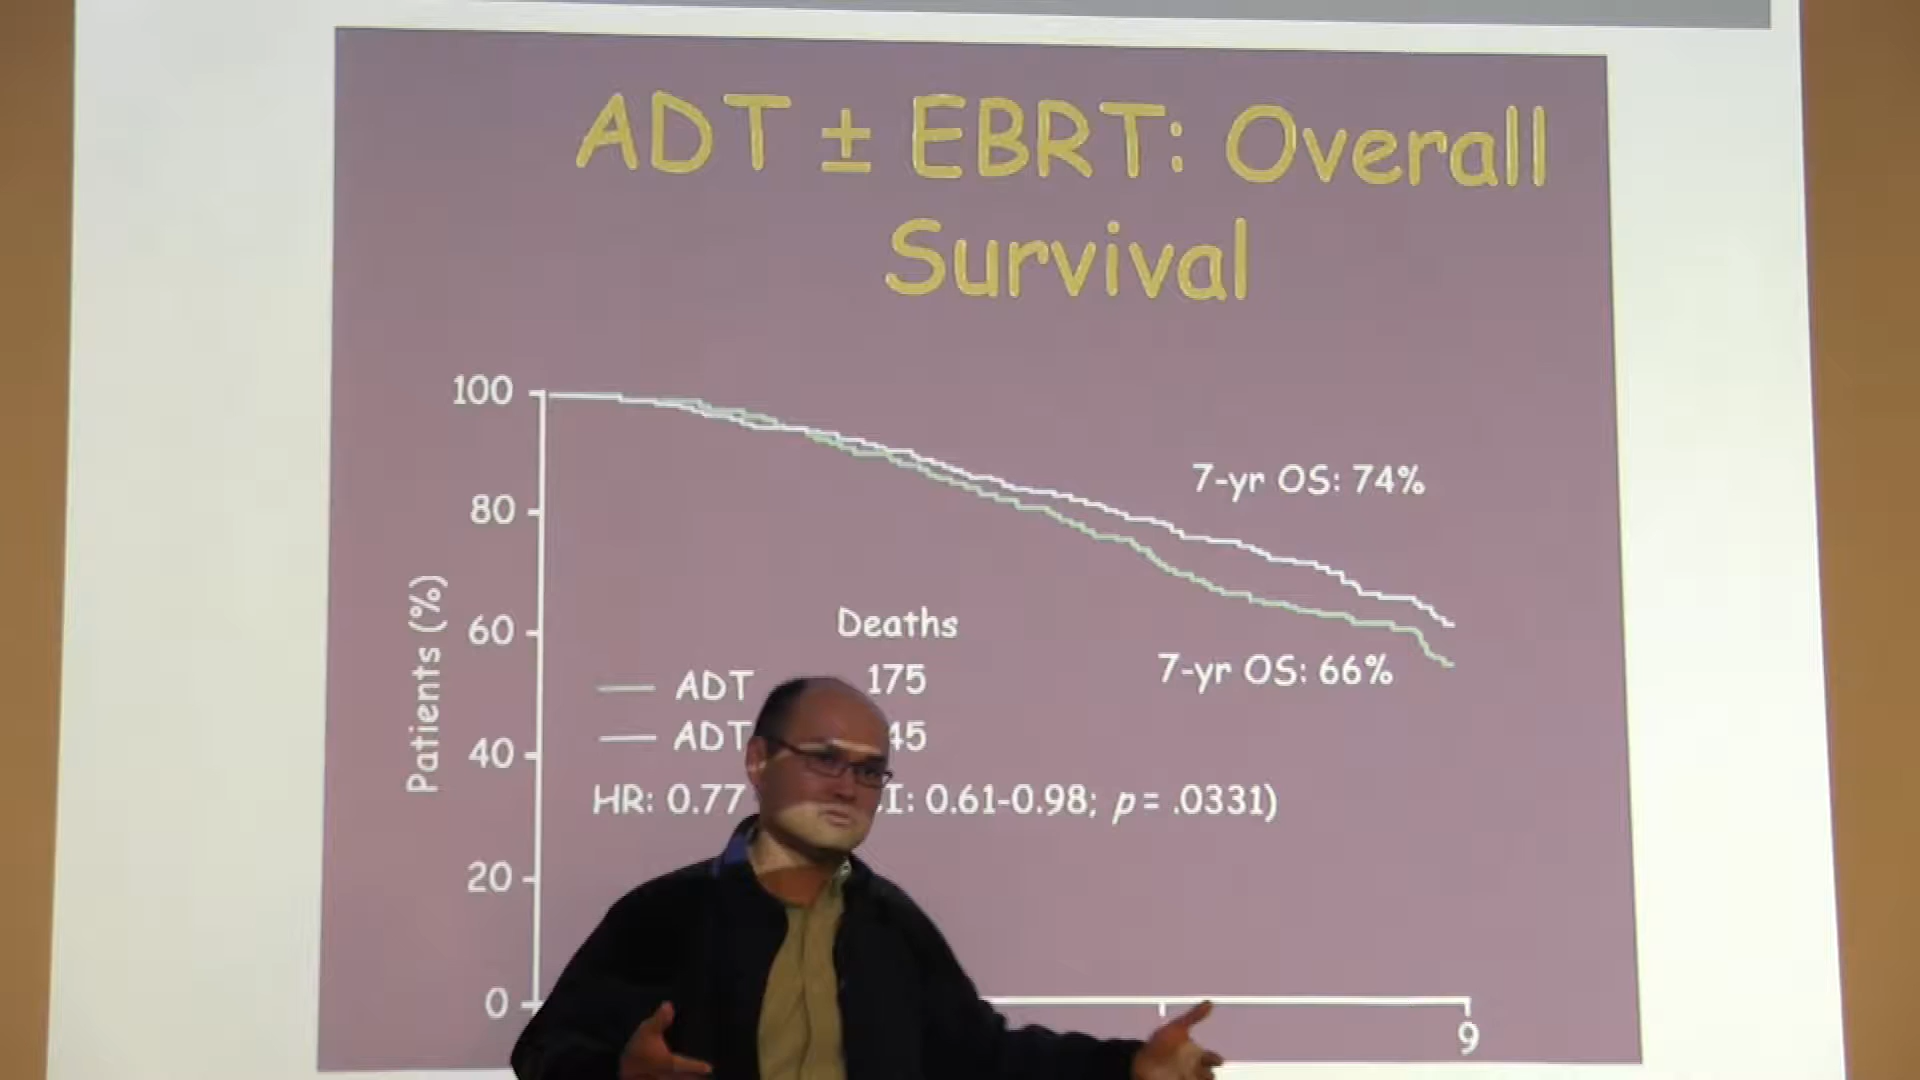 ADT ± EBRT: Overall
Survival
100
80
60
40
20
0
Patients (%)
7-yr OS: 74%
7-yr OS: 66%
Deaths
ADT 175
ADT 45
HR: 0.77 I: 0.61-0.98; p = .0331)
9